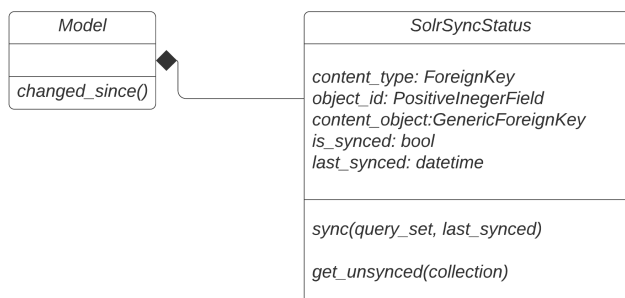 Model
changed_since()
SolrSyncStatus
content_type: ForeignKey
object_id: PositiveInegerField
content_object:GenericForeignKey
is_synced: bool
last_synced: datetime
sync(query_set, last_synced)
get_unsynced(collection)